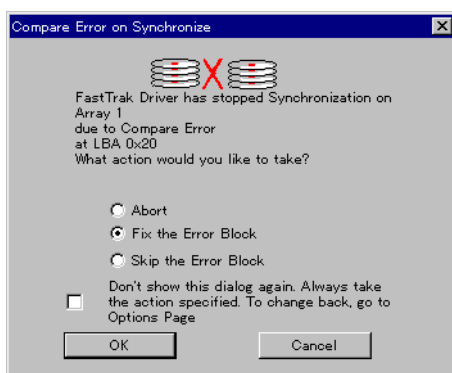 Compare Error on Synchronize
FastTrak Driver has stopped Synchronization on
Array 1
due to Compare Error
at LBA 0x20
What action would you like to take?
Abort
Fix the Error Block
Skip the Error Block
Don't show this dialog again. Always take
the action specified. To change back, go to
Options Page
OK
Cancel